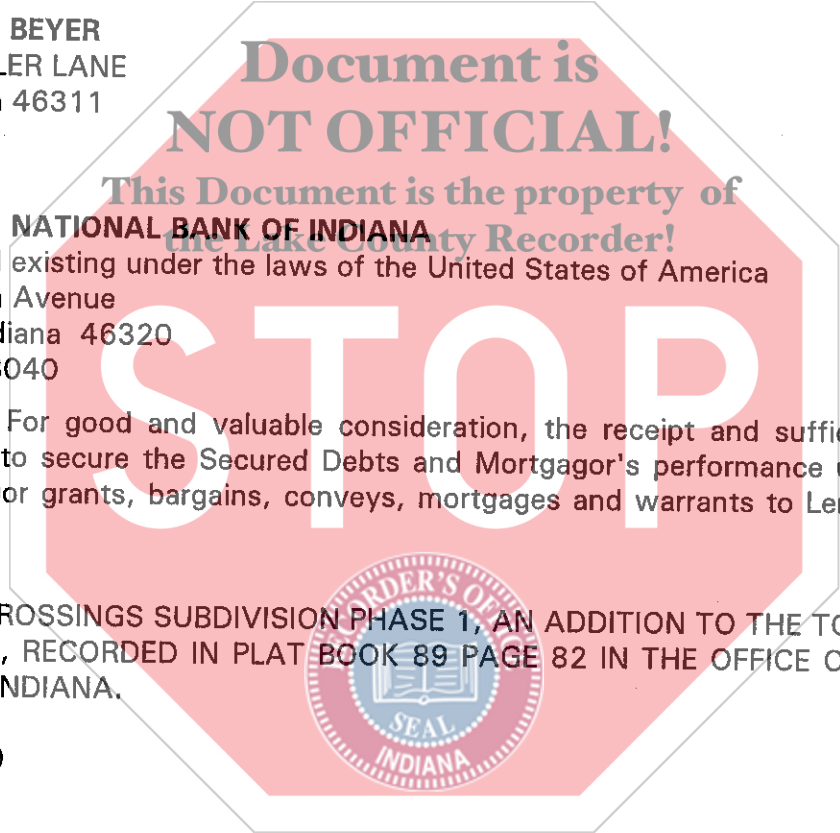 BEYER
LER LANE
46311
Document is
NOT OFFICIAL!
This Document is the property of
the Lake County Recorder!
NATIONAL BANK OF INDIANA
existing under the laws of the United States of America
Avenue
diana 46320
3040
For good and valuable consideration, the receipt and suffic
to secure the Secured Debts and Mortgagor's performance
or grants, bargains, conveys, mortgages and warrants to Le
STOP
ROSSINGS SUBDIVISION PHASE 1, AN ADDITION TO THE TO
, RECORDED IN PLAT BOOK 89 PAGE 82 IN THE OFFICE O
NDIANA.
RECORDER'S OFFICE
SEAL
INDIANA